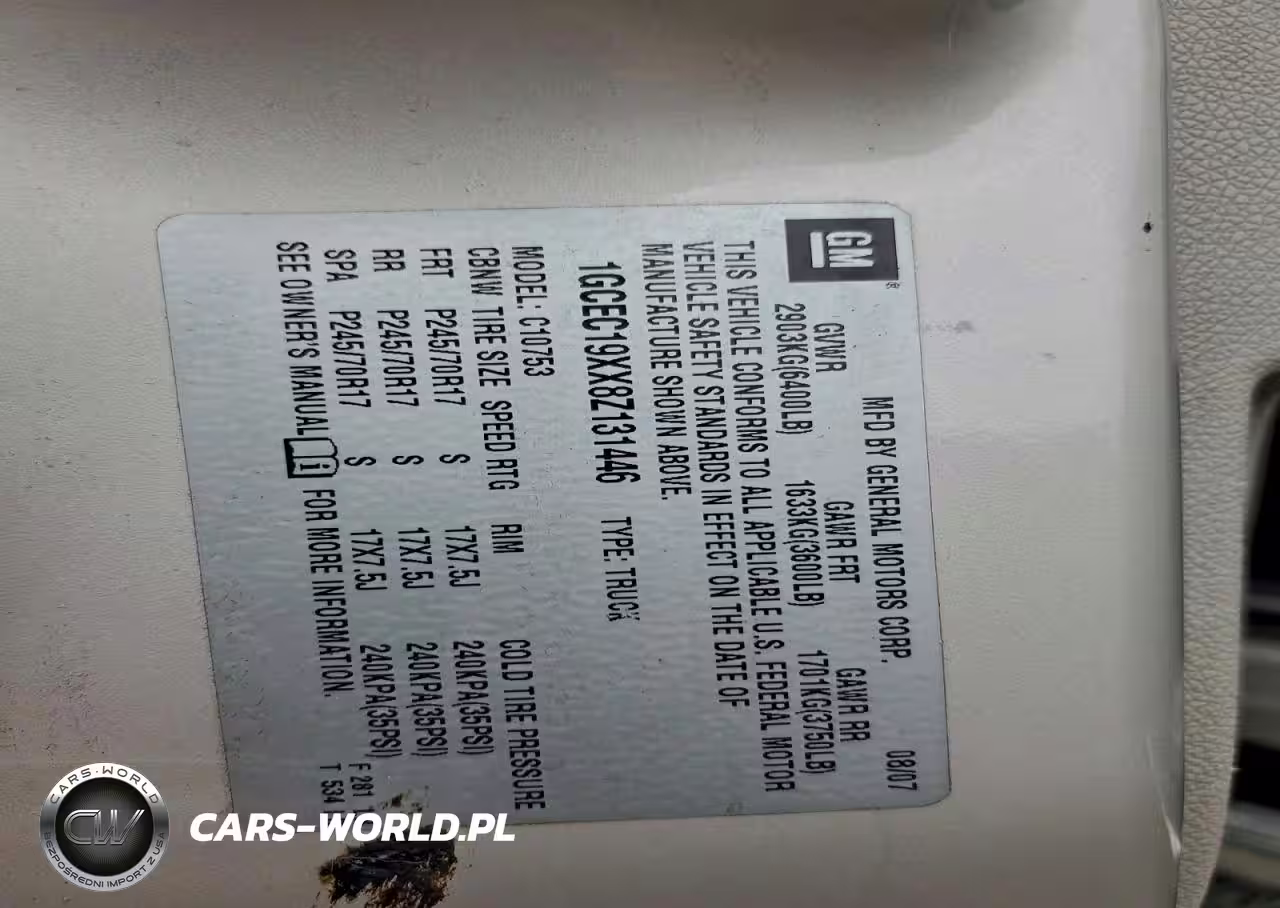 GM
MFD BY GENERAL MOTORS CORP. 08/07
GVWR GAWR FRT GAWR RR
2903KG(6400LB) 1633KG(3600LB) 1701KG(3750LB)
THIS VEHICLE CONFORMS TO ALL APPLICABLE U.S. FEDERAL MOTOR
VEHICLE SAFETY STANDARDS IN EFFECT ON THE DATE OF
MANUFACTURE SHOWN ABOVE.
1GCEC19XX8Z131446 TYPE: TRUCK
MODEL: C10753
CBNW TIRE SIZE SPEED RTG RIM COLD TIRE PRESSURE
FRT P245/70R17 S 17X7.5J 240KPA(35PSI)
RR P245/70R17 S 17X7.5J 240KPA(35PSI)
SPA P245/70R17 S 17X7.5J 240KPA(35PSI)
SEE OWNER'S MANUAL FOR MORE INFORMATION.
F 281
T 534
CARS-WORLD
CW
BEZPOŚREDNI IMPORT Z USA
CARS-WORLD.PL